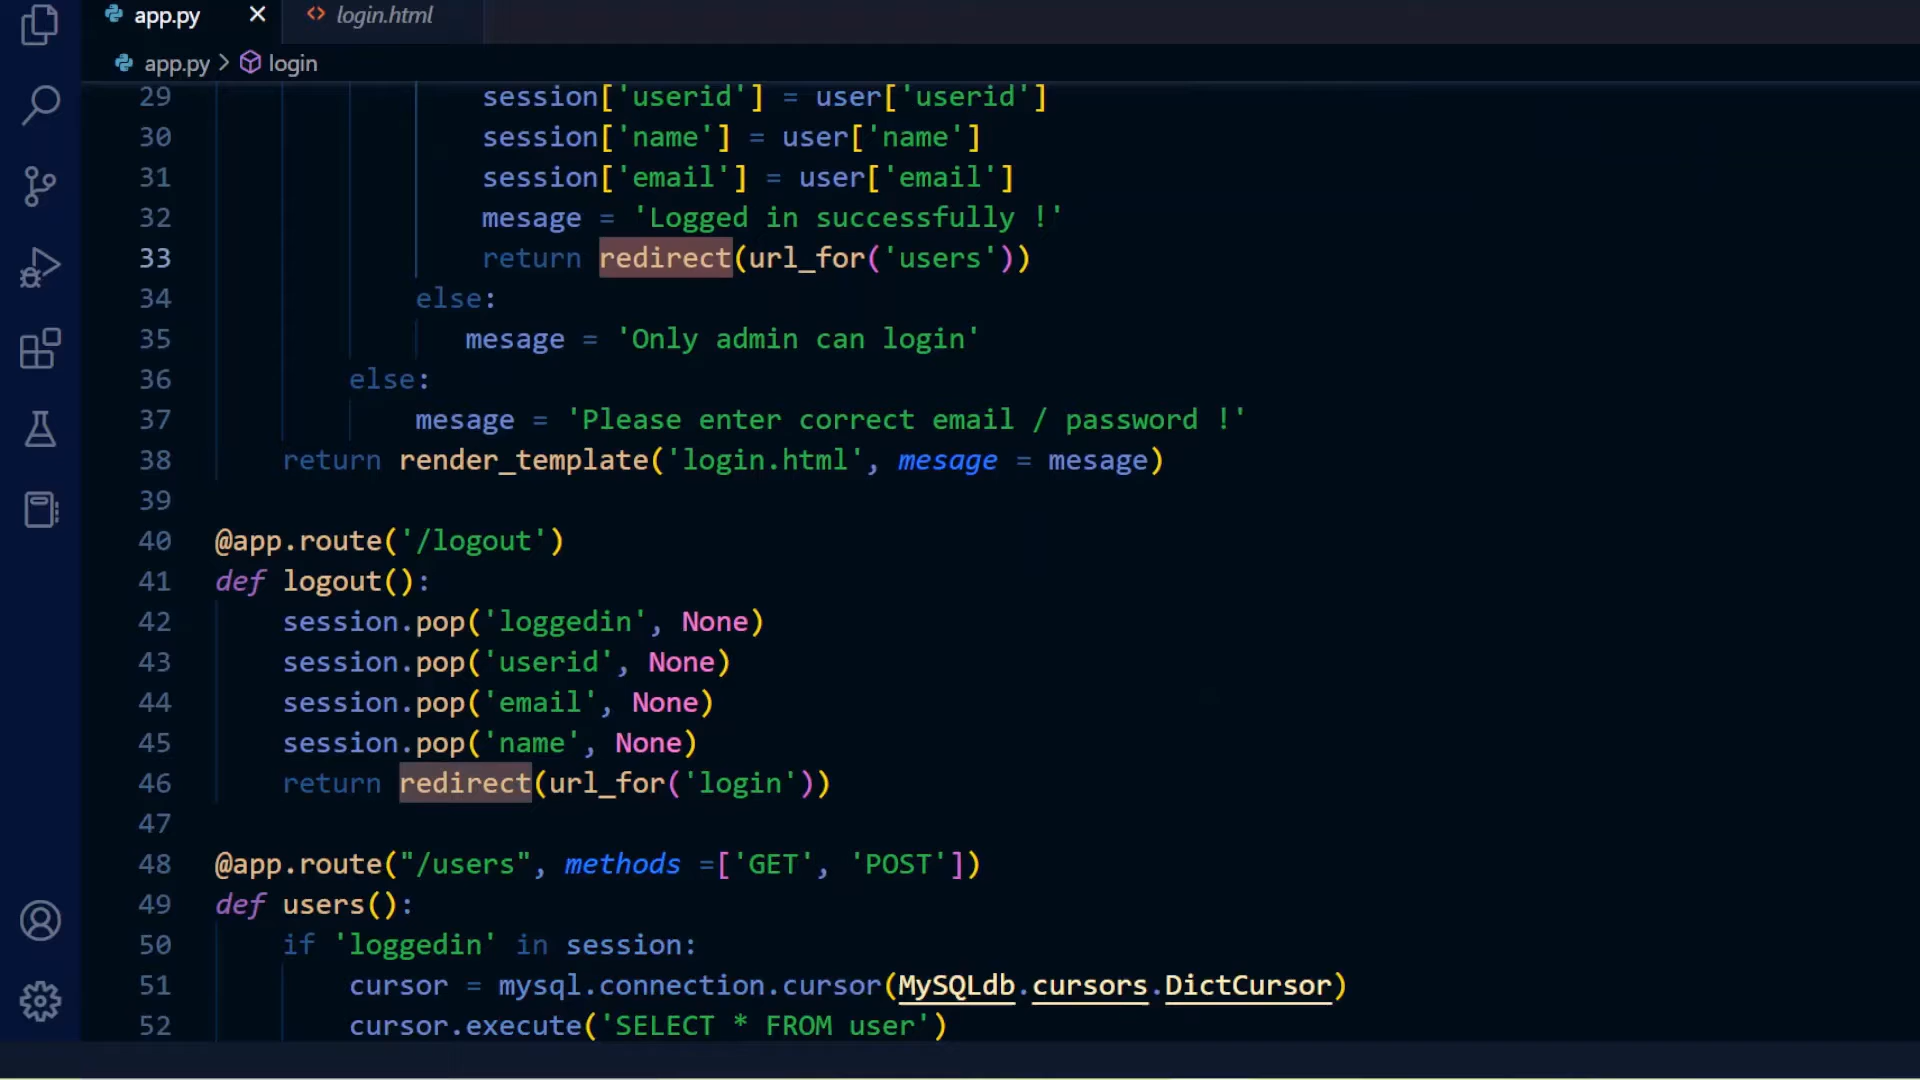 app.py
login.html
app.py > login
29 session['userid'] = user['userid']
30 session['name'] = user['name']
31 session['email'] = user['email']
32 mesage = 'Logged in successfully !'
33 return redirect(url_for('users'))
34 else:
35 mesage = 'Only admin can login'
36 else:
37 mesage = 'Please enter correct email / password !'
38 return render_template('login.html', mesage = mesage)
39
40 @app.route('/logout')
41 def logout():
42 session.pop('loggedin', None)
43 session.pop('userid', None)
44 session.pop('email', None)
45 session.pop('name', None)
46 return redirect(url_for('login'))
47
48 @app.route("/users", methods =['GET', 'POST'])
49 def users():
50 if 'loggedin' in session:
51 cursor = mysql.connection.cursor(MySQLdb.cursors.DictCursor)
52 cursor.execute('SELECT * FROM user')